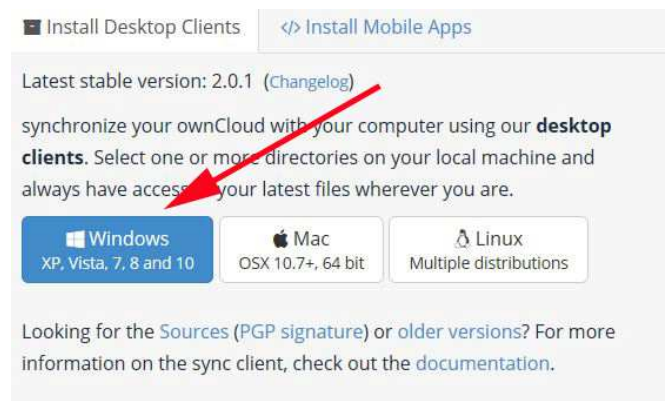 Install Desktop Clients </> Install Mobile Apps
Latest stable version: 2.0.1 (Changelog)
synchronize your ownCloud with your computer using our desktop
clients. Select one or more directories on your local machine and
always have access your latest files wherever you are.
Windows Mac Linux
XP, Vista, 7, 8 and 10 OSX 10.7+, 64 bit Multiple distributions
Looking for the Sources (PGP signature) or older versions? For more
information on the sync client, check out the documentation.